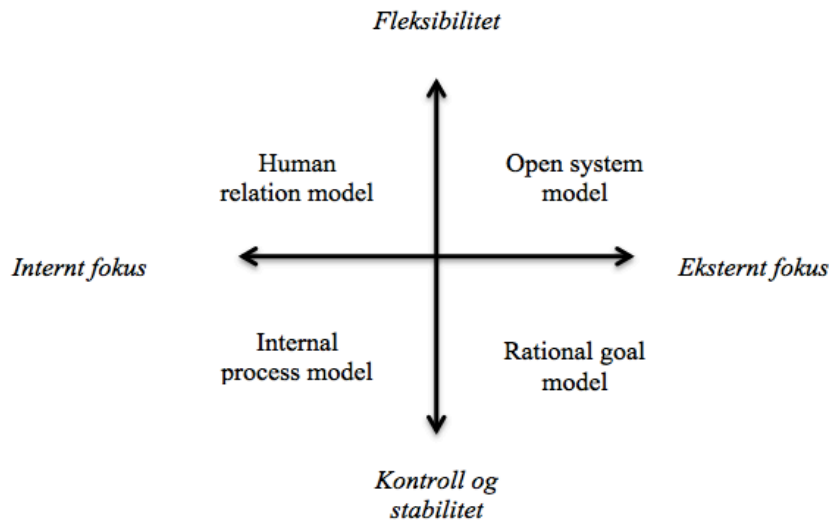 Fleksibilitet
Human
relation model
Open system
model
Internt fokus
Eksternt fokus
Internal
process model
Rational goal
model
Kontroll og
stabilitet